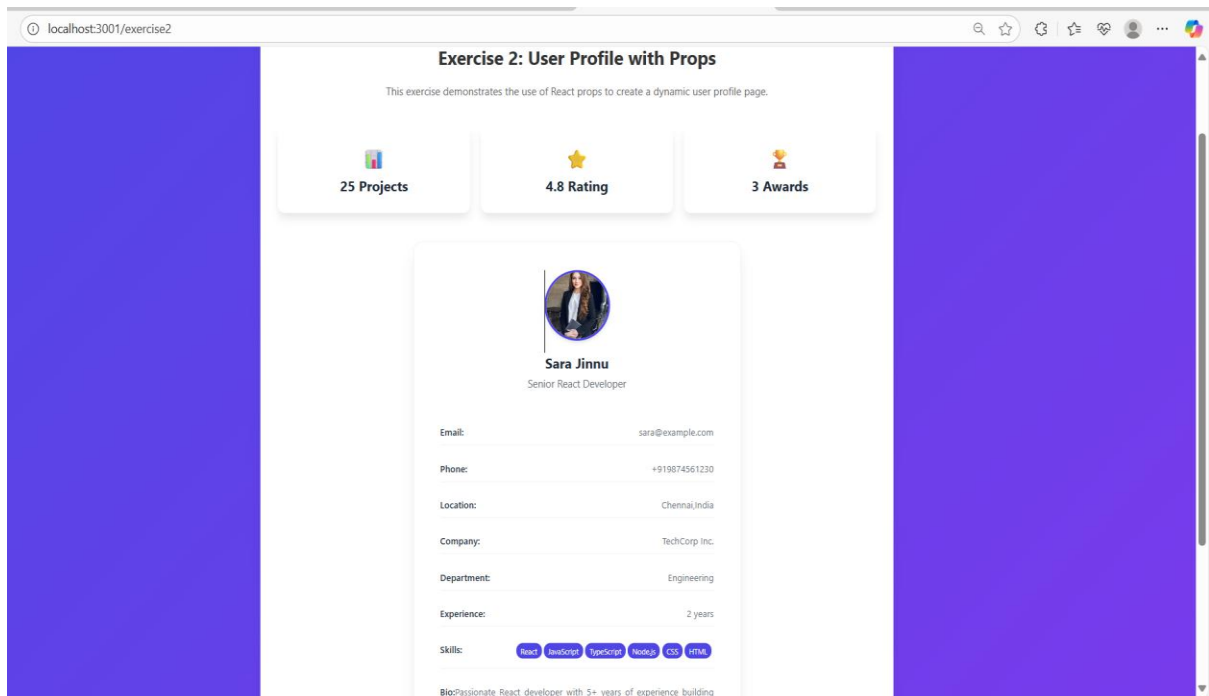 localhost:3001/exercise2
Exercise 2: User Profile with Props
This exercise demonstrates the use of React props to create a dynamic user profile page.
25 Projects
4.8 Rating
3 Awards
Sara Jinnu
Senior React Developer
Email: sara@example.com
Phone: +919874561230
Location: Chennai,India
Company: TechCorp Inc.
Department: Engineering
Experience: 2 years
Skills: React JavaScript TypeScript Node.js CSS HTML
Bio:Passionate React developer with 5+ years of experience building